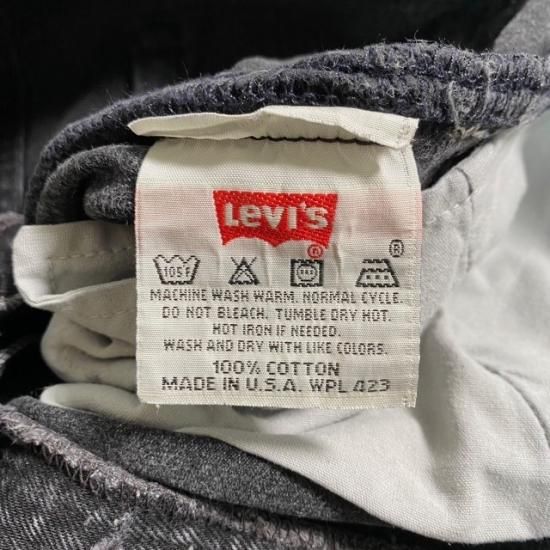 Levi's
®
105F
®
MACHINE WASH WARM. NORMAL CYCLE.
DO NOT BLEACH. TUMBLE DRY HOT.
HOT IRON IF NEEDED.
WASH AND DRY WITH LIKE COLORS.
100% COTTON
MADE IN U.S.A. WPL 423